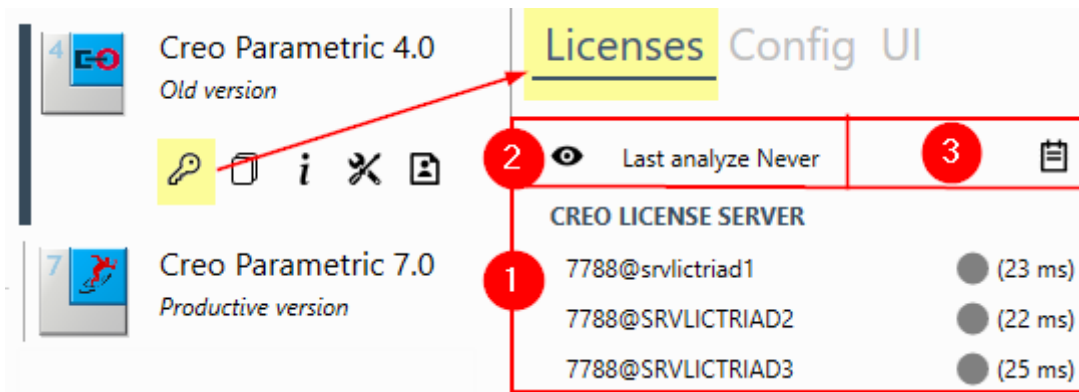 4
Creo Parametric 4.0
Old version
i
7
Creo Parametric 7.0
Productive version
Licenses Config UI
2 Last analyze Never 3
CREO LICENSE SERVER
1 7788@srvlictriad1 (23 ms)
7788@SRVLICTRIAD2 (22 ms)
7788@SRVLICTRIAD3 (25 ms)